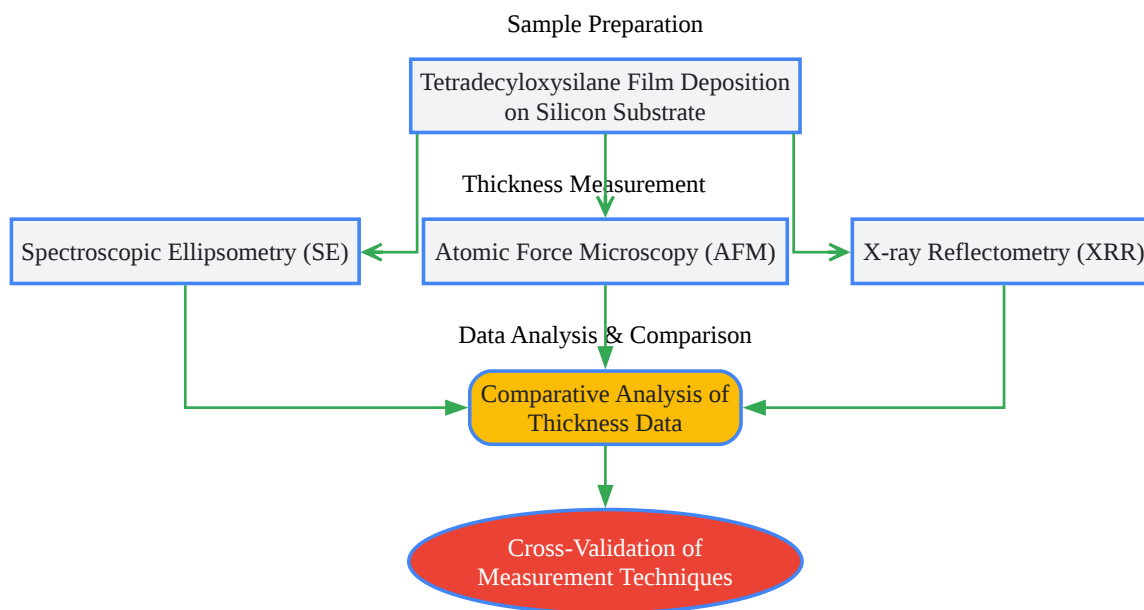 Sample Preparation
Tetradecyloxysilane Film Deposition
on Silicon Substrate
Thickness Measurement
Spectroscopic Ellipsometry (SE)
Atomic Force Microscopy (AFM)
X-ray Reflectometry (XRR)
Data Analysis & Comparison
Comparative Analysis of
Thickness Data
Cross-Validation of
Measurement Techniques